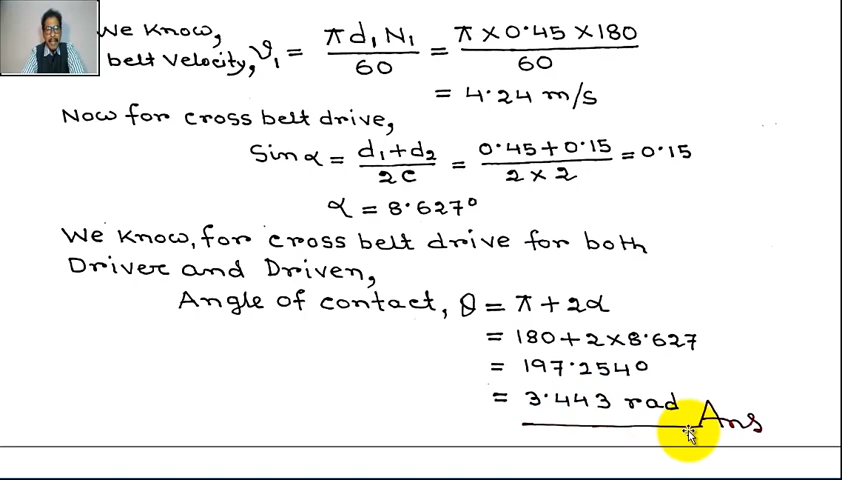 We Know,
belt Velocity, ϑ₁ = πd₁N₁/60 = π×0.45×180/60
= 4.24 m/s
Now for cross belt drive,
Sinα = d₁+d₂/2C = 0.45+0.15/2×2 = 0.15
α = 8.627°
We Know, for cross belt drive for both
Driver and Driven,
Angle of contact, θ = π+2α
= 180+2×8.627
= 197.254°
= 3.443 rad Ans